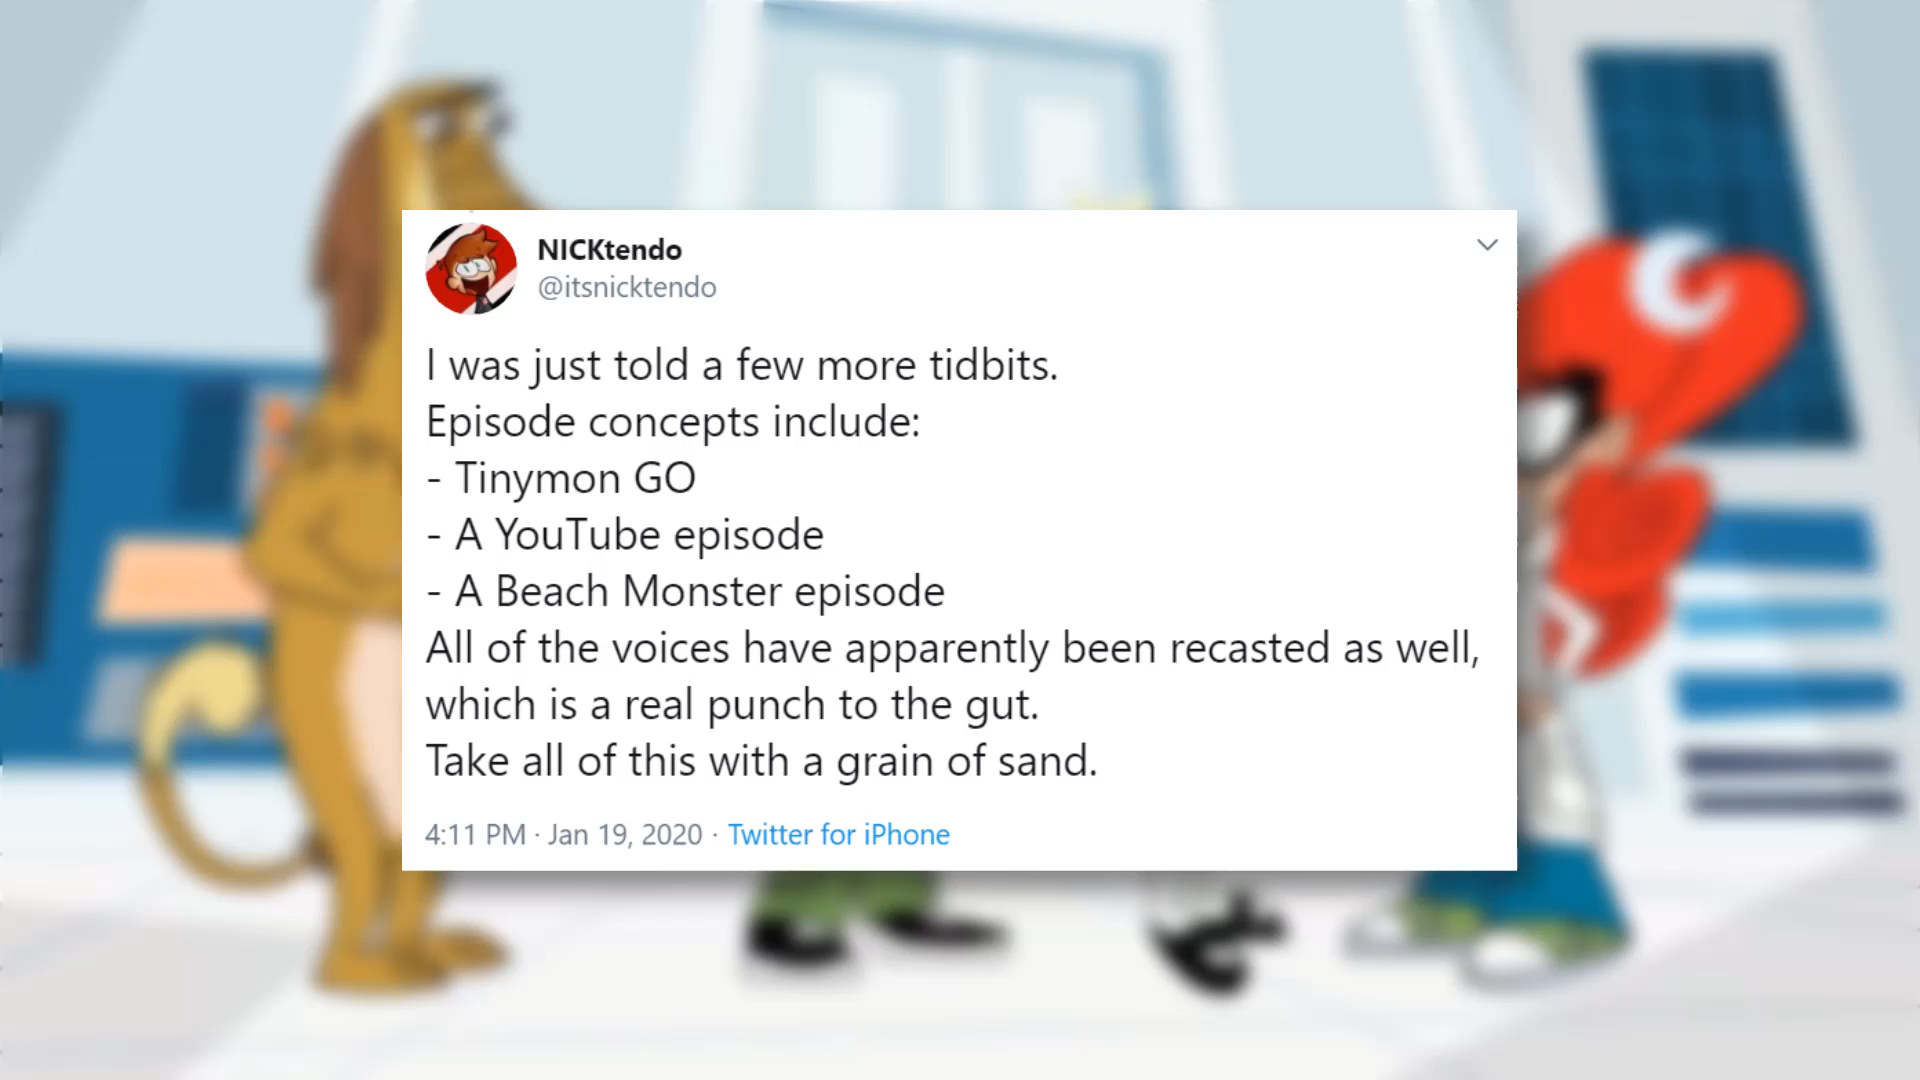 NICKtendo
@itsnicktendo
I was just told a few more tidbits.
Episode concepts include:
- Tinymon GO
- A YouTube episode
- A Beach Monster episode
All of the voices have apparently been recasted as well,
which is a real punch to the gut.
Take all of this with a grain of sand.
4:11 PM · Jan 19, 2020 · Twitter for iPhone